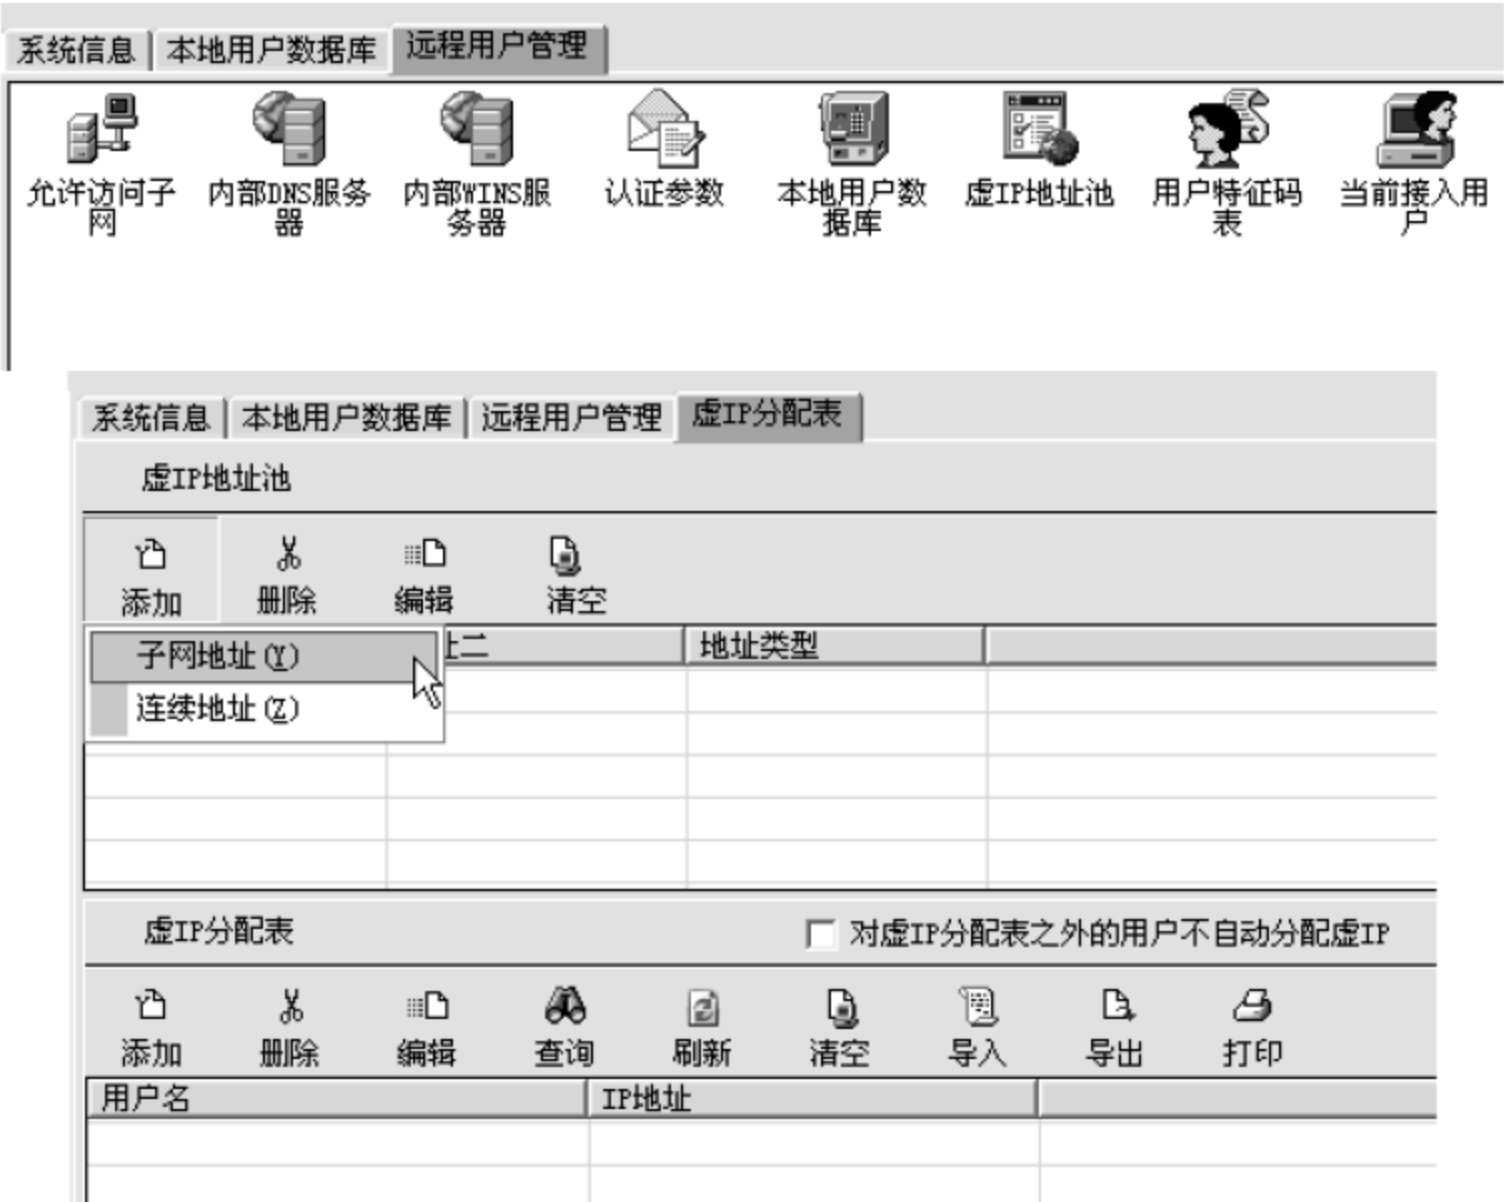 系统信息 本地用户数据库 远程用户管理
允许访问子网
内部DNS服务器
内部WINS服务器
认证参数
本地用户数据库
虚IP地址池
用户特征码表
当前接入用户
系统信息 本地用户数据库 远程用户管理 虚IP分配表
虚IP地址池
添加 删除 编辑 清空
二 地址类型
子网地址(Y)
连续地址(Z)
虚IP分配表 对虚IP分配表之外的用户不自动分配虚IP
添加 删除 编辑 查询 刷新 清空 导入 导出 打印
用户名 IP地址